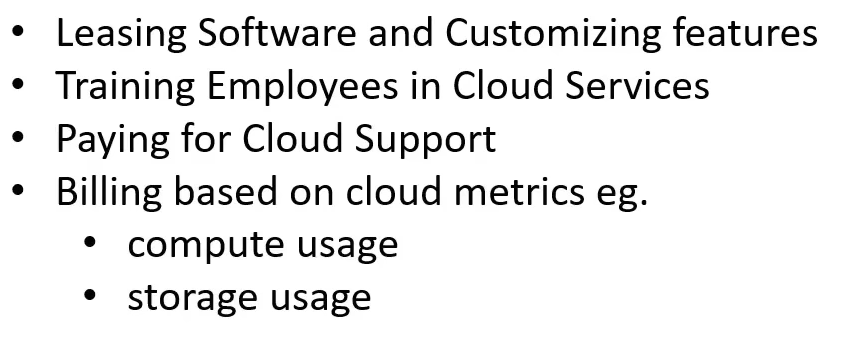 • Leasing Software and Customizing features
• Training Employees in Cloud Services
• Paying for Cloud Support
• Billing based on cloud metrics eg.
• compute usage
• storage usage